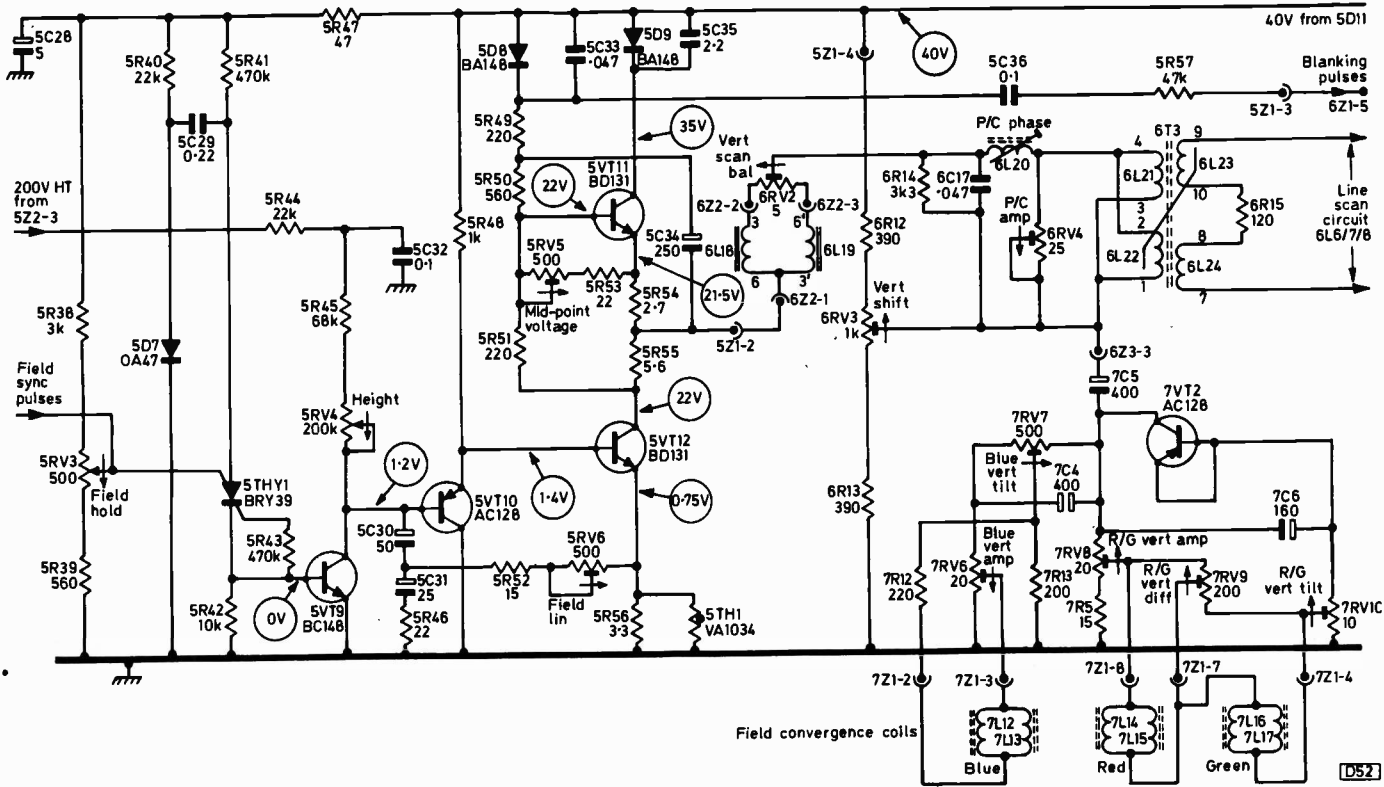 5C28
5
5R47
47
5R40
22k
5R41
470k
5C29
0·22
5D8
BA148
5C33
·047
5D9
BA148
5C35
2·2
5Z1-4
40V
40V from 5D11
5C36
0·1
5R57
47k
Blanking
pulses
5Z1-3
6Z1-5
200V HT
from
5Z2-3
5R44
22k
5C32
0·1
5R48
1k
5R49
220
5R50
560
35V
22V
5VT11
BD131
5C34
250
Vert
scan
bal
6RV2
5
6Z2-2
6Z2-3
3
6'
6L18
6L19
6
3'
6Z2-1
5Z1-2
6R14
3k3
6C17
·047
P/C phase
6L20
P/C
amp
6RV4
25
6T3
4
9
6L21
6L23
3
2
10
6R15
120
8
6L22
6L24
1
7
Line
scan
circuit
6L6/7/8
6R12
390
Vert
shift
6RV3
1k
5R38
3k
5R45
68k
5D7
OA47
5RV5
500
5R53
22
Mid-point
voltage
21·5V
5R54
2·7
5R51
220
5R55
5·6
22V
Field
sync
pulses
5RV4
200k
Height
5RV3
500
Field
hold
5THY1
BRY39
1·2V
5VT10
AC128
1·4V
5VT12
BD131
0·75V
5R43
470k
5C30
50
5RV6
500
5R39
560
5R42
10k
0V
5VT9
BC148
5C31
25
5R46
22
5R52
15
Field
lin
5R56
3·3
5TH1
VA1034
6R13
390
6Z3-3
7C5
400
7VT2
AC128
7RV7
500
Blue
vert
tilt
7C4
400
7C6
160
Blue
vert
amp
R/G vert amp
7R12
220
7RV6
20
7R13
200
7RV8
20
7R5
15
R/G
vert
diff
7RV9
200
R/G
vert tilt
7RV1C
10
7Z1-2
7Z1-3
7Z1-8
7Z1-7
7Z1-4
Field convergence coils
7L12
7L13
Blue
7L14
7L15
Red
7L16
7L17
Green
D52